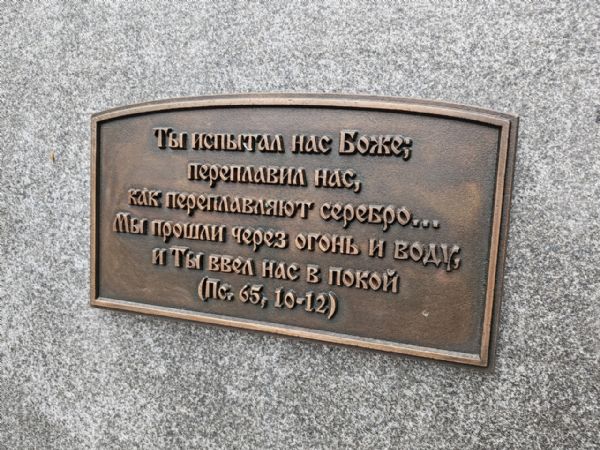 Ты испытал нас Боже;
переплавил нас,
как переплавляют серебро...
Мы прошли через огонь и воду,
и Ты ввел нас в покой
(Пс. 65, 10-12)